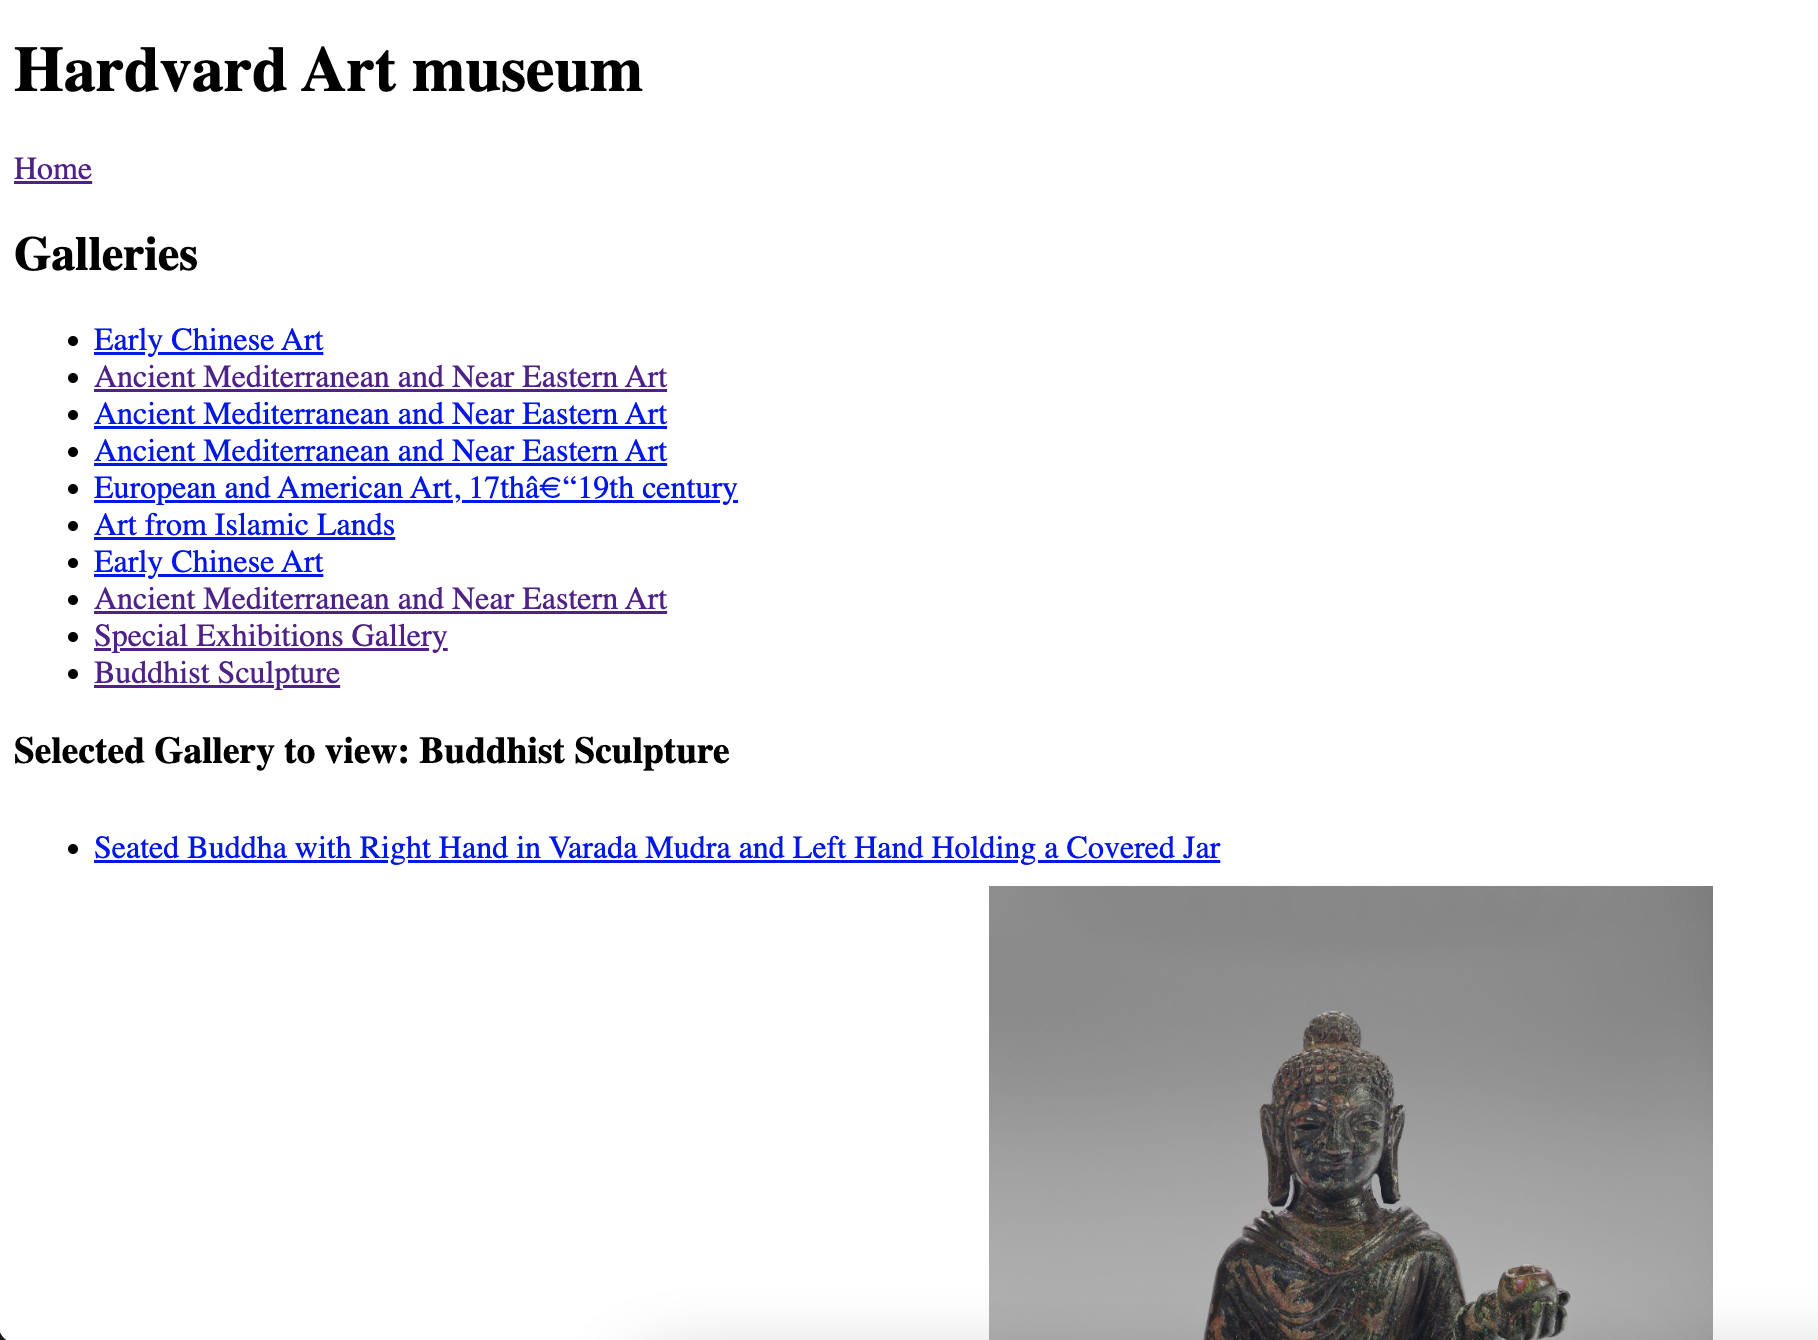 Hardvard Art museum
Home
Galleries
Early Chinese Art
Ancient Mediterranean and Near Eastern Art
Ancient Mediterranean and Near Eastern Art
Ancient Mediterranean and Near Eastern Art
European and American Art, 17thâ€“19th century
Art from Islamic Lands
Early Chinese Art
Ancient Mediterranean and Near Eastern Art
Special Exhibitions Gallery
Buddhist Sculpture
Selected Gallery to view: Buddhist Sculpture
Seated Buddha with Right Hand in Varada Mudra and Left Hand Holding a Covered Jar